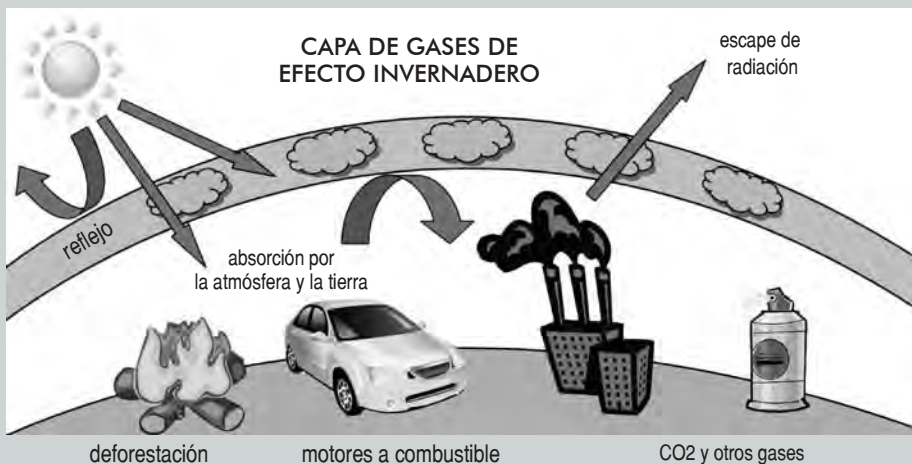 CAPA DE GASES DE
EFECTO INVERNADERO
escape de
radiación
reflejo
absorción por
la atmósfera y la tierra
deforestación
motores a combustible
CO2 y otros gases